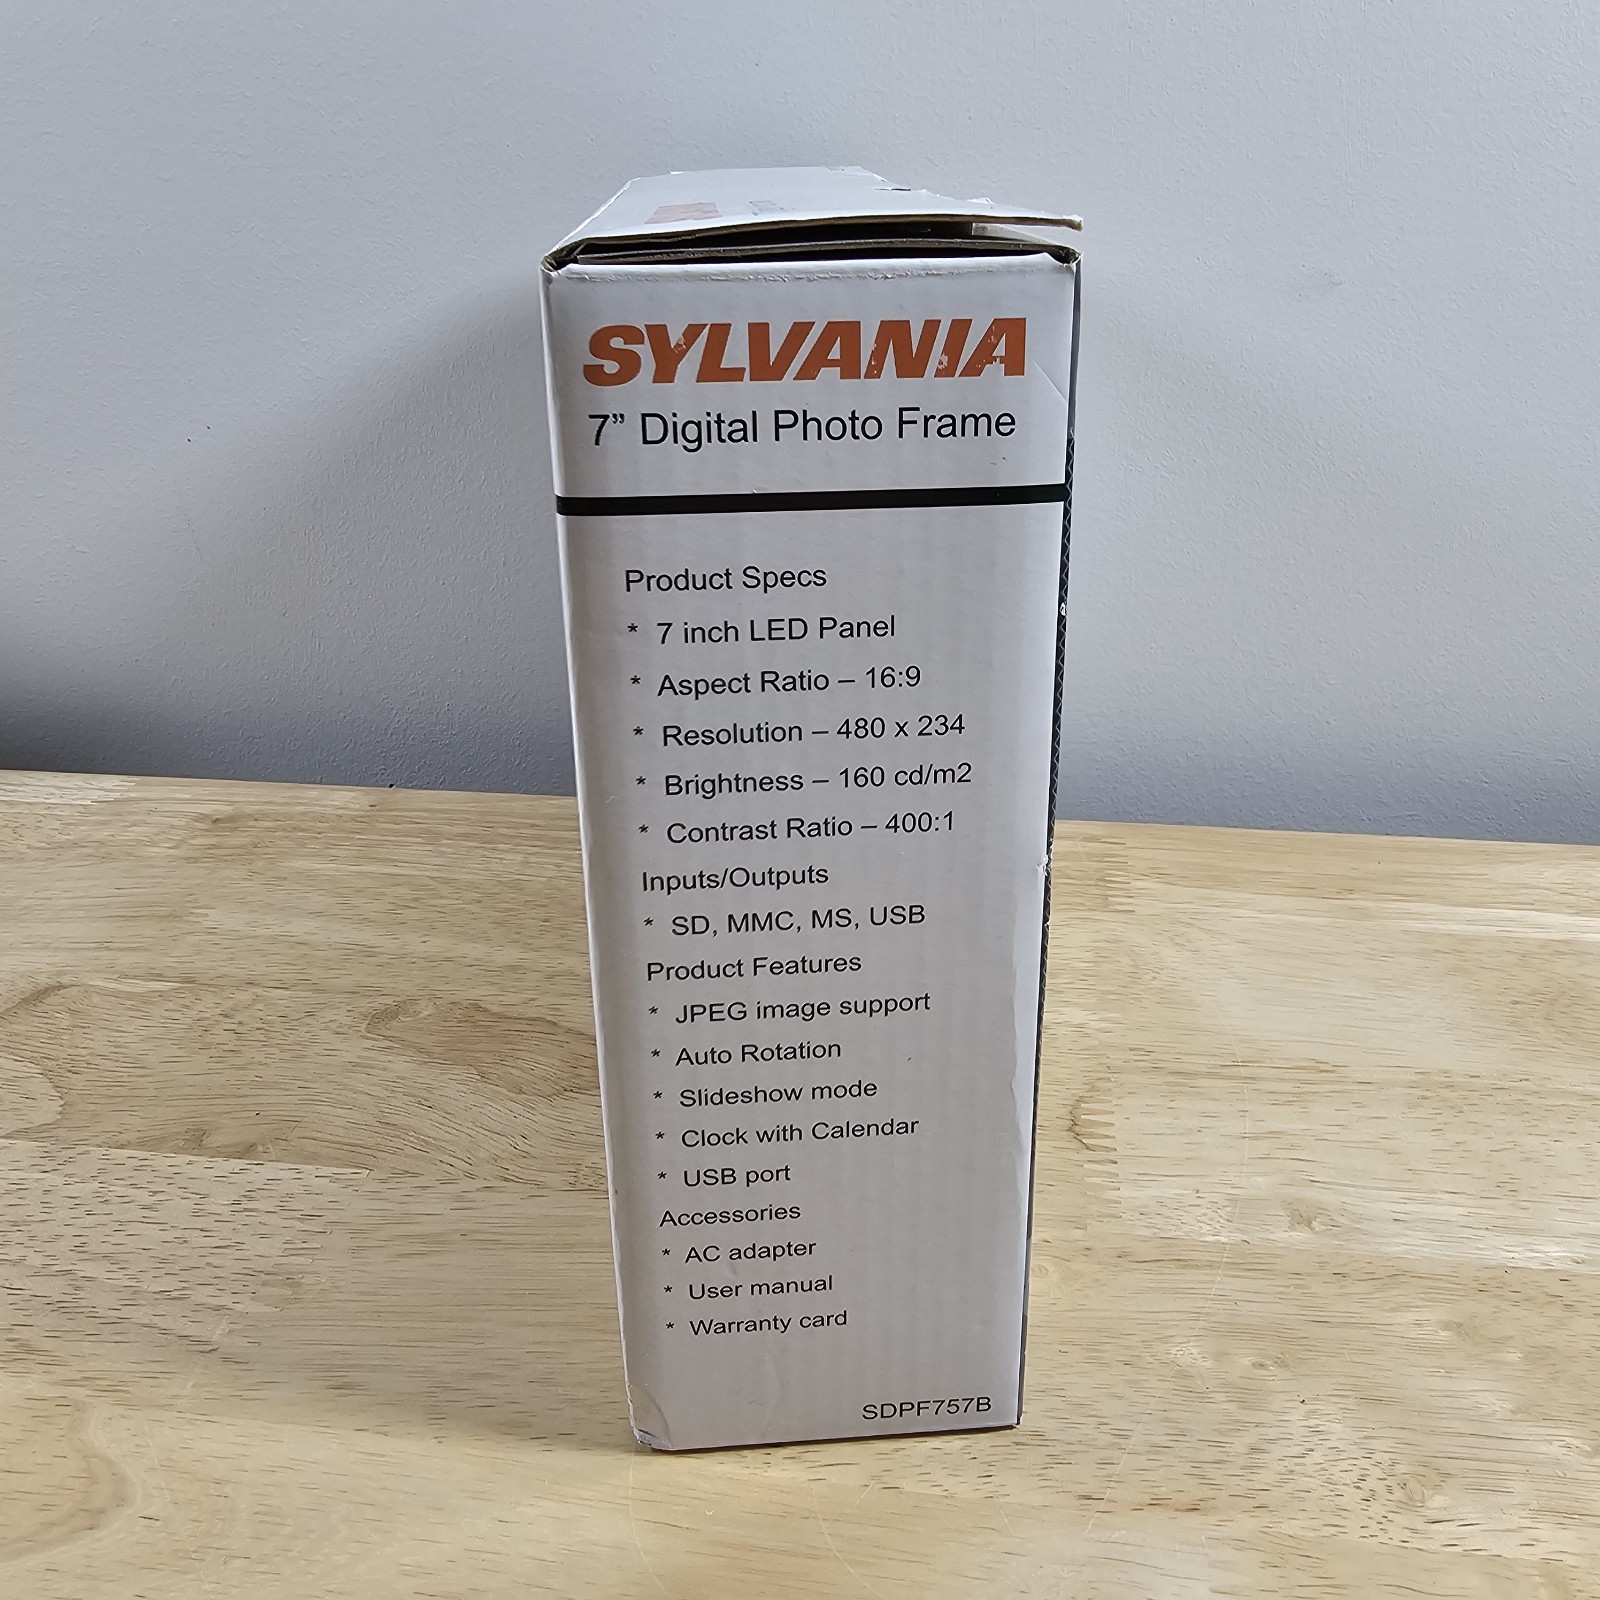 SYLVANIA
7” Digital Photo Frame
Product Specs
* 7 inch LED Panel
* Aspect Ratio – 16:9
* Resolution – 480 x 234
* Brightness – 160 cd/m2
* Contrast Ratio – 400:1
Inputs/Outputs
* SD, MMC, MS, USB
Product Features
* JPEG image support
* Auto Rotation
* Slideshow mode
* Clock with Calendar
* USB port
Accessories
* AC adapter
* User manual
* Warranty card
SDPF757B